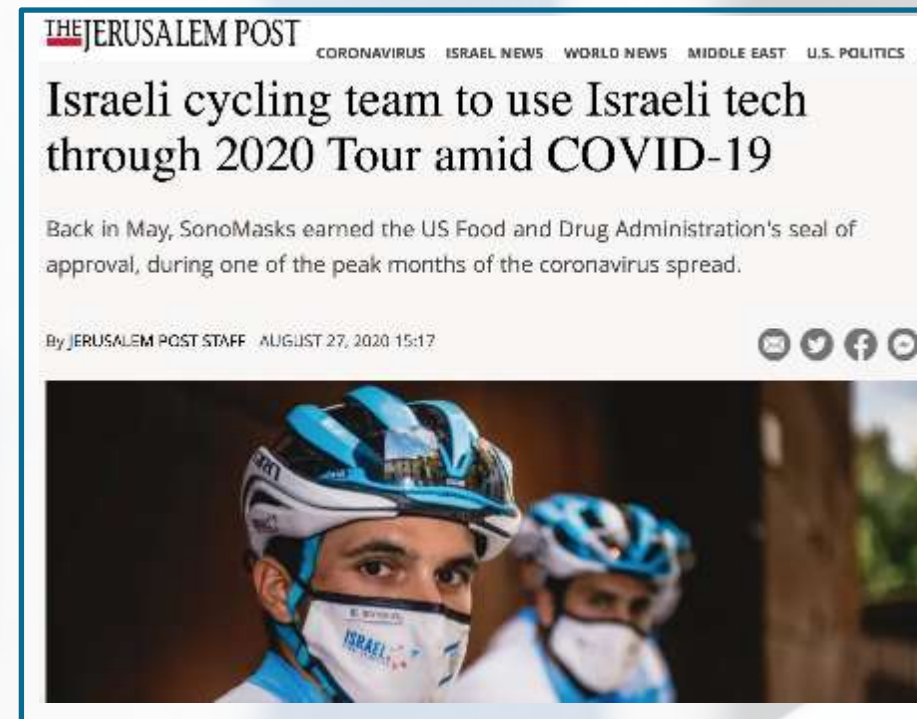 THE JERUSALEM POST
CORONAVIRUS ISRAEL NEWS WORLD NEWS MIDDLE EAST U.S. POLITICS
Israeli cycling team to use Israeli tech
through 2020 Tour amid COVID-19
Back in May, SonoMasks earned the US Food and Drug Administration's seal of
approval, during one of the peak months of the coronavirus spread.
By JERUSALEM POST STAFF AUGUST 27, 2020 15:17
ISRAEL